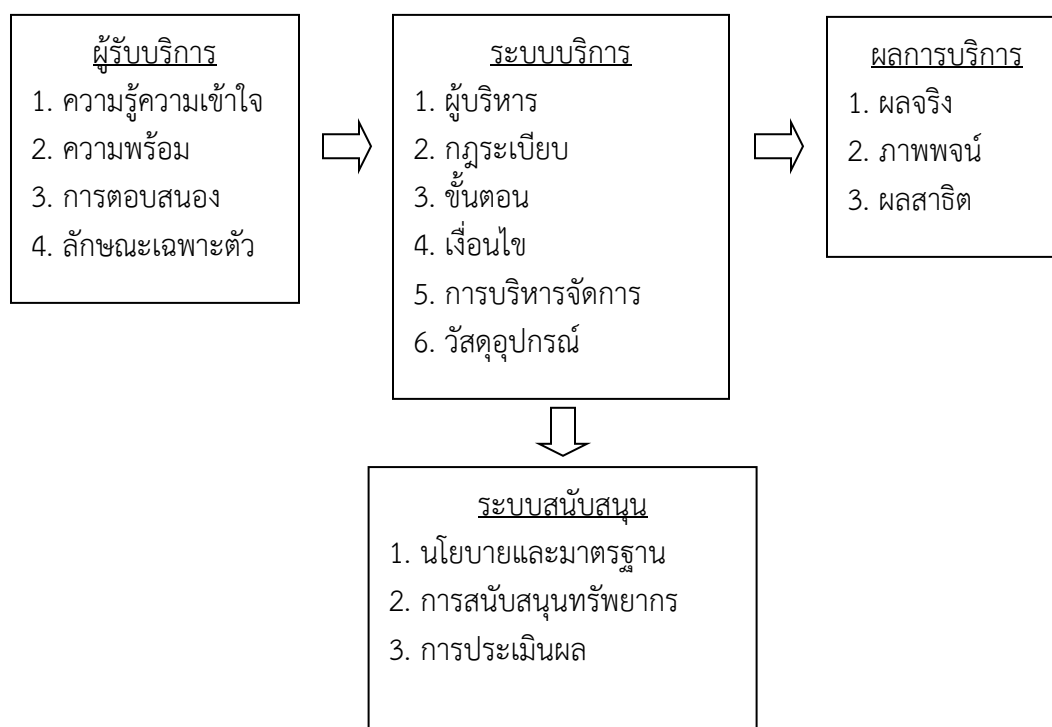 ผู้รับบริการ
1. ความรู้ความเข้าใจ
2. ความพร้อม
3. การตอบสนอง
4. ลักษณะเฉพาะตัว
ระบบบริการ
1. ผู้บริหาร
2. กฎระเบียบ
3. ขั้นตอน
4. เงื่อนไข
5. การบริหารจัดการ
6. วัสดุอุปกรณ์
ผลการบริการ
1. ผลจริง
2. ภาพพจน์
3. ผลสาธิต
ระบบสนับสนุน
1. นโยบายและมาตรฐาน
2. การสนับสนุนทรัพยากร
3. การประเมินผล